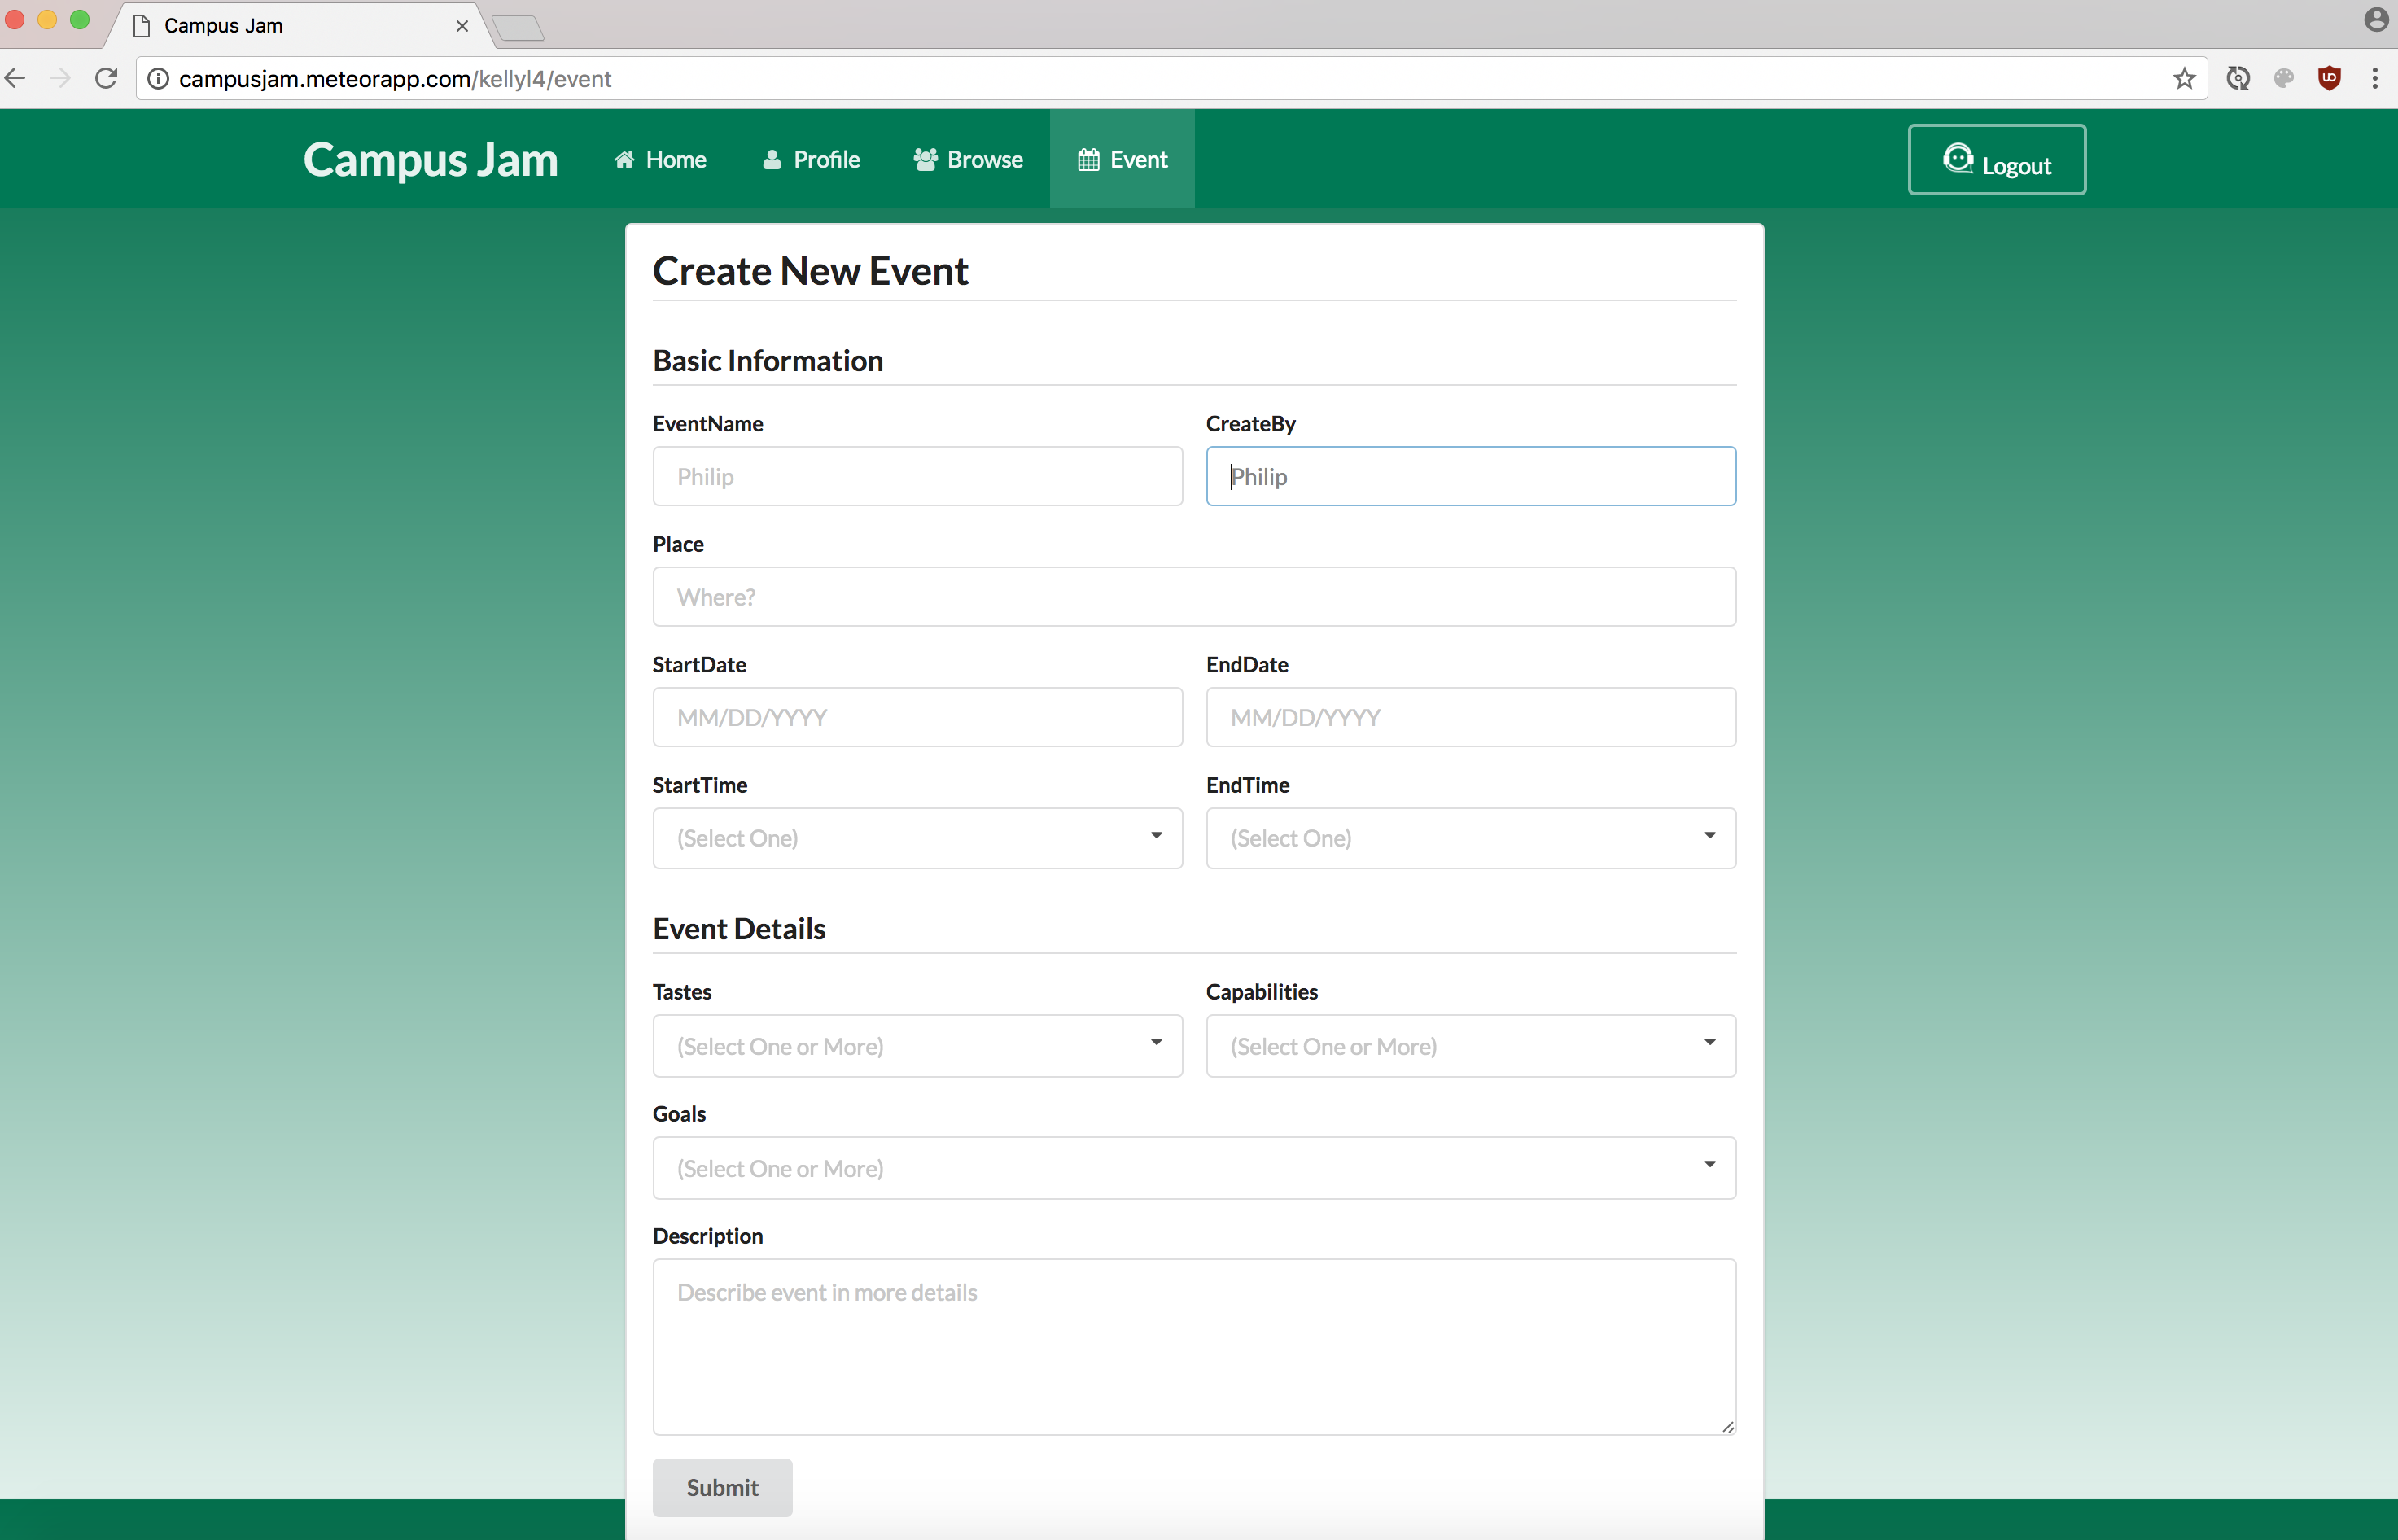 Campus Jam
campusjam.meteorapp.com/kellyl4/event
Campus Jam Home Profile Browse Event Logout
Create New Event
Basic Information
EventName CreateBy
Philip Philip
Place
Where?
StartDate EndDate
MM/DD/YYYY MM/DD/YYYY
StartTime EndTime
(Select One) (Select One)
Event Details
Tastes Capabilities
(Select One or More) (Select One or More)
Goals
(Select One or More)
Description
Describe event in more details
Submit